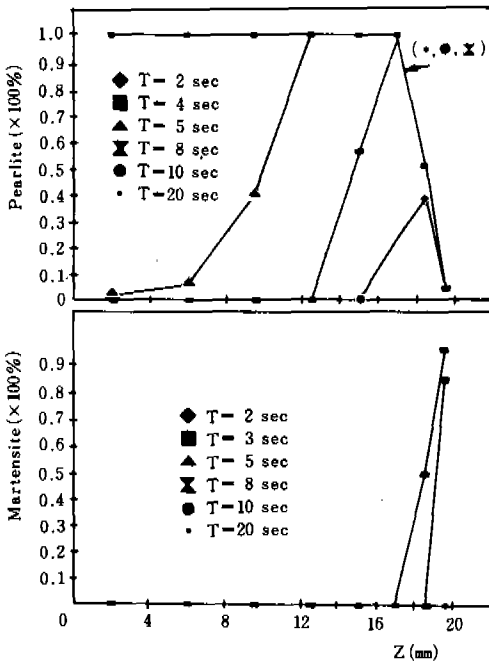 Pearlite (×100%)
1.0
0.9
0.8
0.7
0.6
0.5
0.4
0.3
0.2
0.1
0
T= 2 sec
T= 4 sec
T= 5 sec
T= 8 sec
T=10 sec
T=20 sec
( , , )
Martensite (×100%)
0.9
0.8
0.7
0.6
0.5
0.4
0.3
0.2
0.1
T= 2 sec
T= 3 sec
T= 5 sec
T= 8 sec
T=10 sec
T=20 sec
0 4 8 12 16 20
Z (mm)